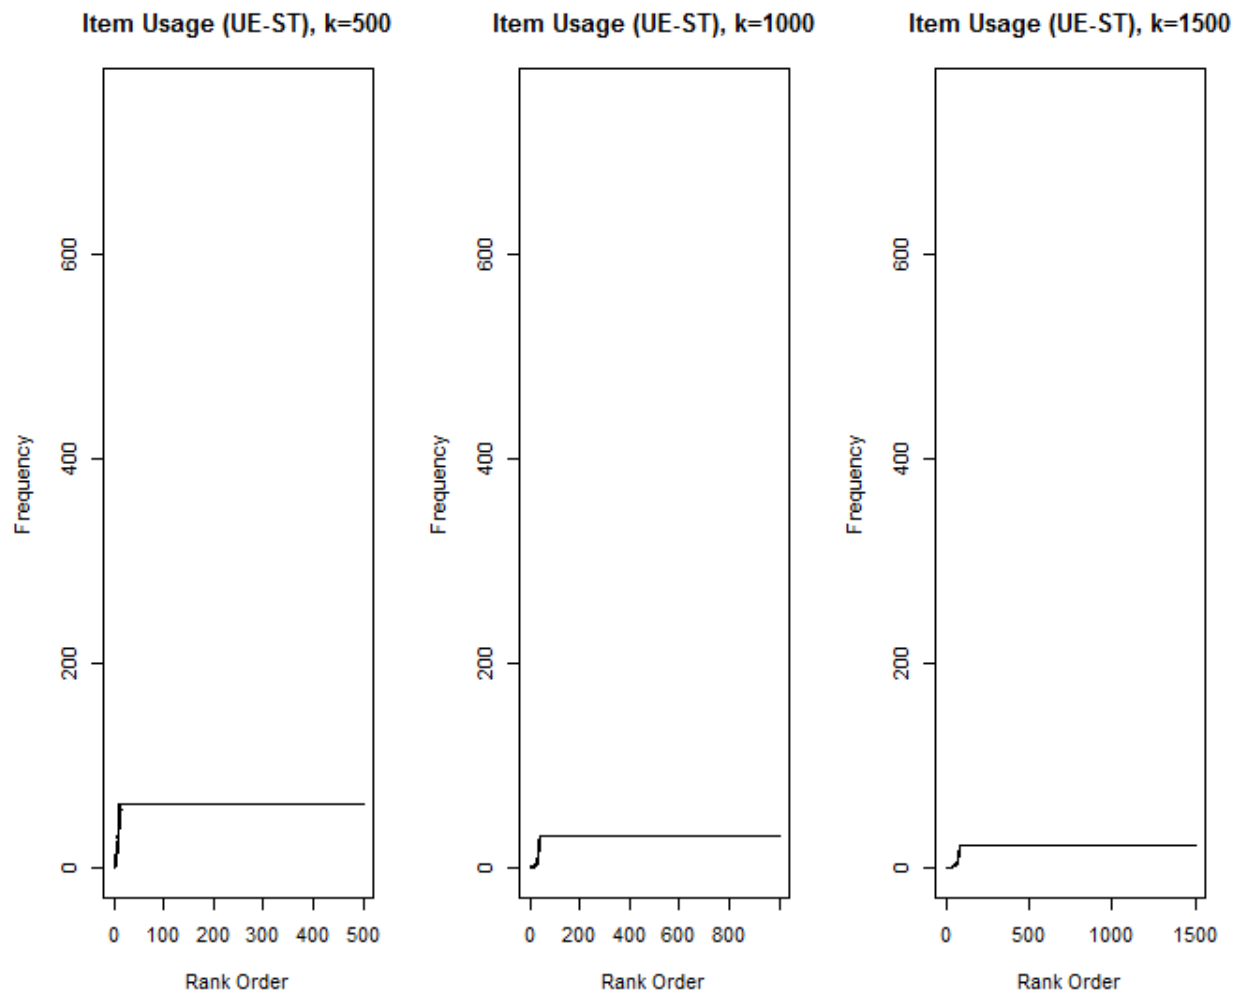 Item Usage (UE-ST), k=500
Frequency
600
400
200
0
0 100 200 300 400 500
Rank Order
Item Usage (UE-ST), k=1000
Frequency
600
400
200
0
0 200 400 600 800
Rank Order
Item Usage (UE-ST), k=1500
Frequency
600
400
200
0
0 500 1000 1500
Rank Order